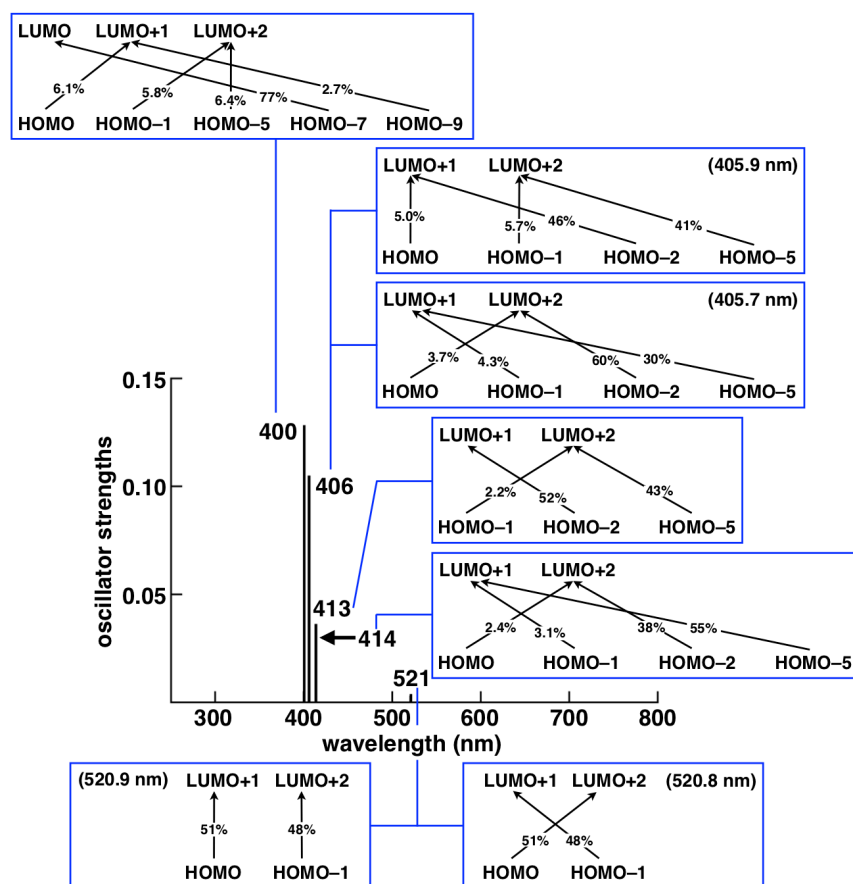 LUMO LUMO+1 LUMO+2
6.1% 5.8% 6.4% 77% 2.7%
HOMO HOMO–1 HOMO–5 HOMO–7 HOMO–9
LUMO+1 LUMO+2 (405.9 nm)
5.0% 5.7% 46% 41%
HOMO HOMO–1 HOMO–2 HOMO–5
LUMO+1 LUMO+2 (405.7 nm)
3.7% 4.3% 60% 30%
HOMO HOMO–1 HOMO–2 HOMO–5
LUMO+1 LUMO+2
2.2% 52% 43%
HOMO–1 HOMO–2 HOMO–5
LUMO+1 LUMO+2
2.4% 3.1% 38% 55%
HOMO HOMO–1 HOMO–2 HOMO–5
oscillator strengths
0.15
0.10
0.05
400
406
413
414
521
300 400 500 600 700 800
wavelength (nm)
(520.9 nm) LUMO+1 LUMO+2
51% 48%
HOMO HOMO–1
LUMO+1 LUMO+2 (520.8 nm)
51% 48%
HOMO HOMO–1